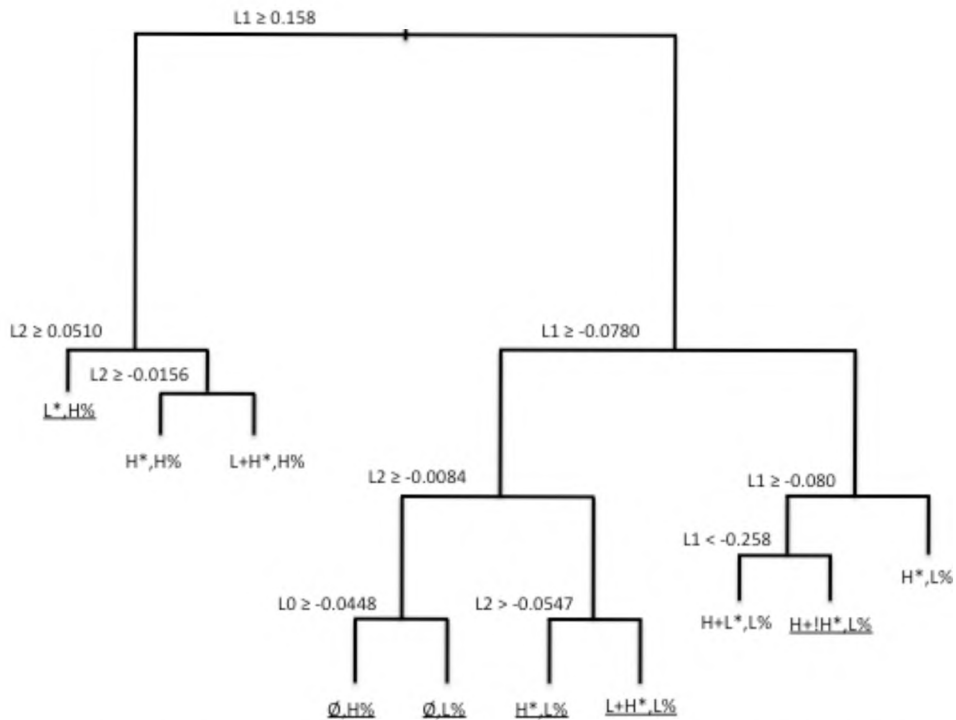 L1 ≥ 0.158
L2 ≥ 0.0510
L1 ≥ -0.0780
L2 ≥ -0.0156
L*,H%
H*,H%
L+H*,H%
L2 ≥ -0.0084
L1 ≥ -0.080
L1 < -0.258
H*,L%
L0 ≥ -0.0448
L2 > -0.0547
H+L*,L%
H+!H*,L%
Ø,H%
Ø,L%
H*,L%
L+H*,L%